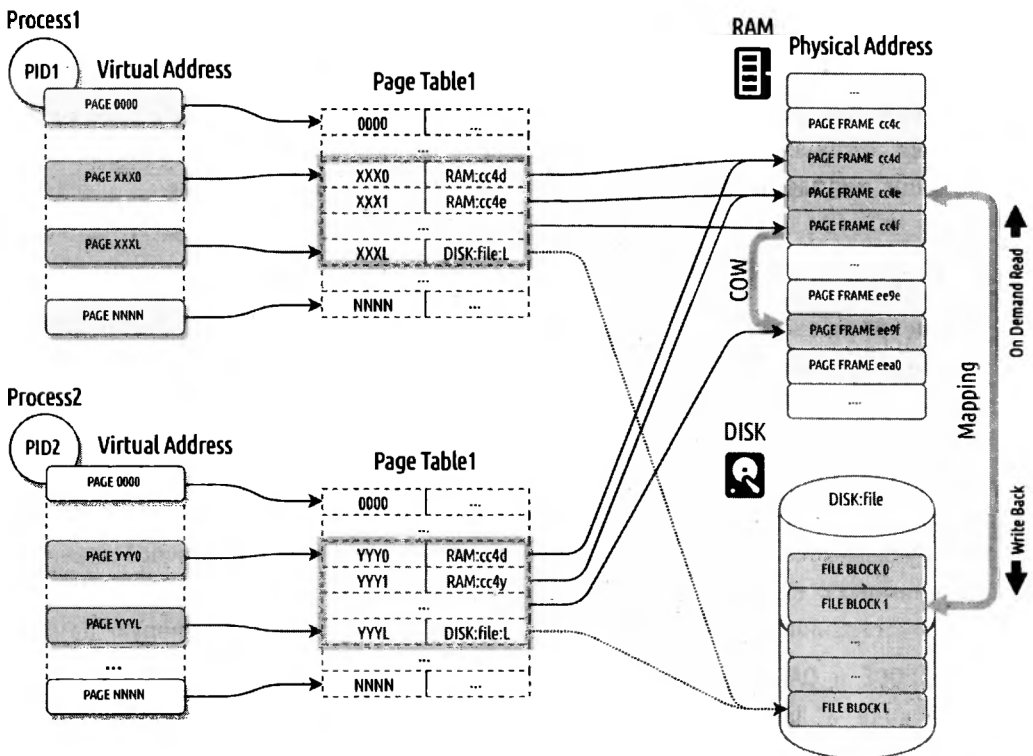 Process1
PID1
Virtual Address
PAGE 0000
PAGE XXX0
PAGE XXXL
PAGE NNNN
Page Table1
0000 ...
...
XXX0 RAM:cc4d
XXX1 RAM:cc4e
...
XXXL DISK:file:L
...
NNNN ...
RAM
Physical Address
...
PAGE FRAME cc4c
PAGE FRAME cc4d
PAGE FRAME cc4e
PAGE FRAME cc4f
...
PAGE FRAME ee9e
PAGE FRAME ee9f
PAGE FRAME eea0
....
COW
On Demand Read
Mapping
Write Back
Process2
PID2
Virtual Address
PAGE 0000
PAGE YYY0
PAGE YYYL
...
PAGE NNNN
Page Table1
0000 ...
...
YYY0 RAM:cc4d
YYY1 RAM:cc4y
...
YYYL DISK:file:L
...
NNNN ...
DISK
DISK:file
FILE BLOCK 0
FILE BLOCK 1
...
...
FILE BLOCK L